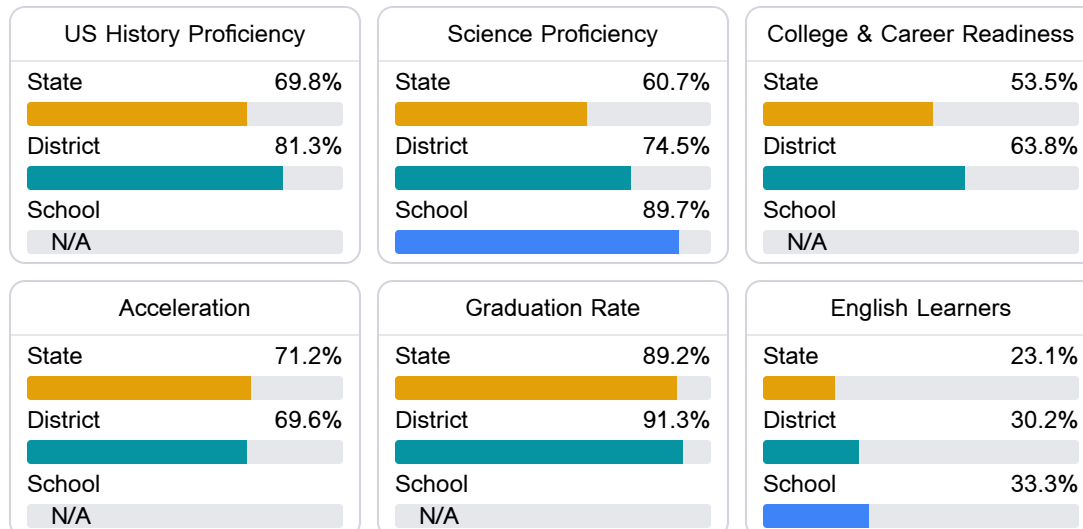 US History Proficiency
State 69.8%
District 81.3%
School
N/A
Science Proficiency
State 60.7%
District 74.5%
School 89.7%
College & Career Readiness
State 53.5%
District 63.8%
School
N/A
Acceleration
State 71.2%
District 69.6%
School
N/A
Graduation Rate
State 89.2%
District 91.3%
School
N/A
English Learners
State 23.1%
District 30.2%
School 33.3%